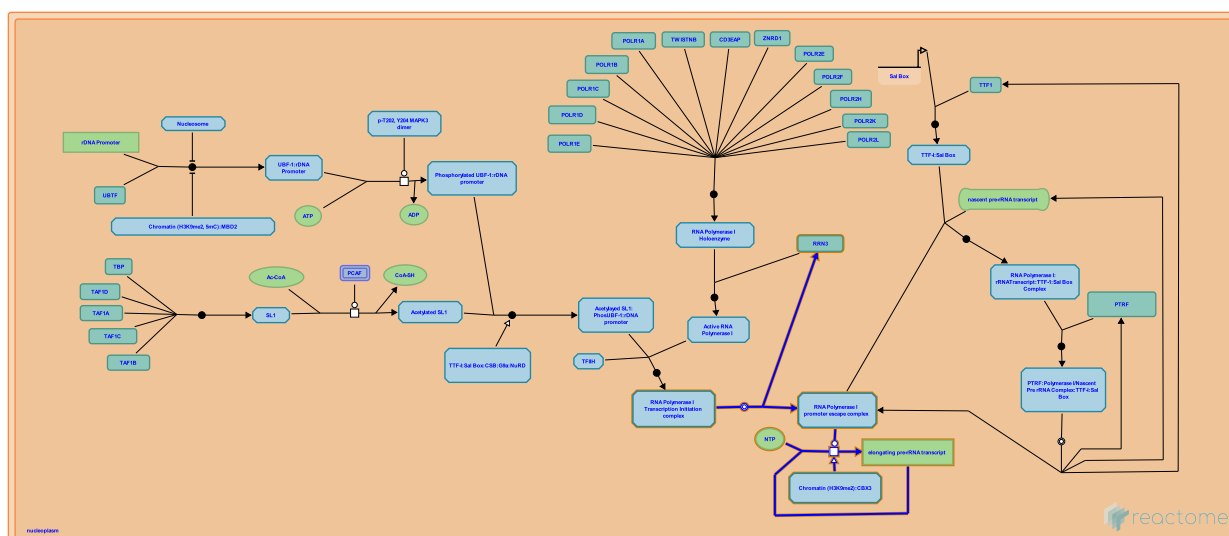 POLR1A
TWISTNB
CD3EAP
ZNRD1
POLR1B
POLR2E
POLR1C
POLR2F
POLR1D
POLR2H
POLR1E
POLR2K
POLR2L
Sal Box
TTF1
TTF-I:Sal Box
Nucleosome
p-T202, Y204 MAPK3
dimer
rDNA Promoter
UBF-1:rDNA
Promoter
Phosphorylated UBF-1:rDNA
promoter
UBTF
ATP
ADP
Chromatin (H3K9me2, 5mC):MBD2
nascent pre rRNA transcript
RNA Polymerase I
Holoenzyme
RRN3
TBP
TAF1D
TAF1A
TAF1C
TAF1B
Ac-CoA
PCAF
CoA-SH
SL1
Acetylated SL1
Acetylayed SL1:
PhosUBF-1:rDNA
promoter
Active RNA
Polymerase I
RNA Polymerase I:
rRNATranscript:TTF-I:Sal Box
Complex
PTRF
TTF-I:Sal Box:CSB:G9a:NuRD
TFIIH
RNA Polymerase I
Transcription Initiation
complex
RNA Polymerase I
promoter escape complex
PTRF:Polymerase I/Nascent
Pre rRNA Complex:TTF-I:Sal
Box
NTP
elongating pre rRNA transcript
Chromatin (H3K9me2):CBX3
nucleoplasm
reactome